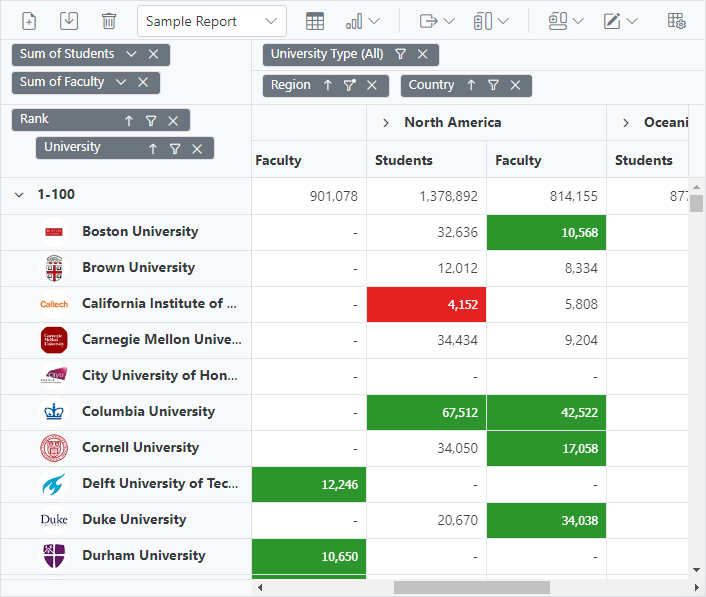 Sample Report
Sum of Students
University Type (All)
Sum of Faculty
Region
Country
Rank
University
North America
Oceani
Faculty
Students
Faculty
Students
1-100
901,078
1,378,892
814,155
877
Boston University
-
32,636
10,568
Brown University
-
12,012
8,334
Caltech
California Institute of ...
-
4,152
5,808
Carnegie
Mellon
University
Carnegie Mellon Unive...
-
34,434
9,204
City University of Hon...
-
-
-
Columbia University
-
67,512
42,522
Cornell University
-
34,050
17,058
Delft University of Tec...
12,246
-
-
Duke
Duke University
-
20,670
34,038
Durham University
10,650
-
-